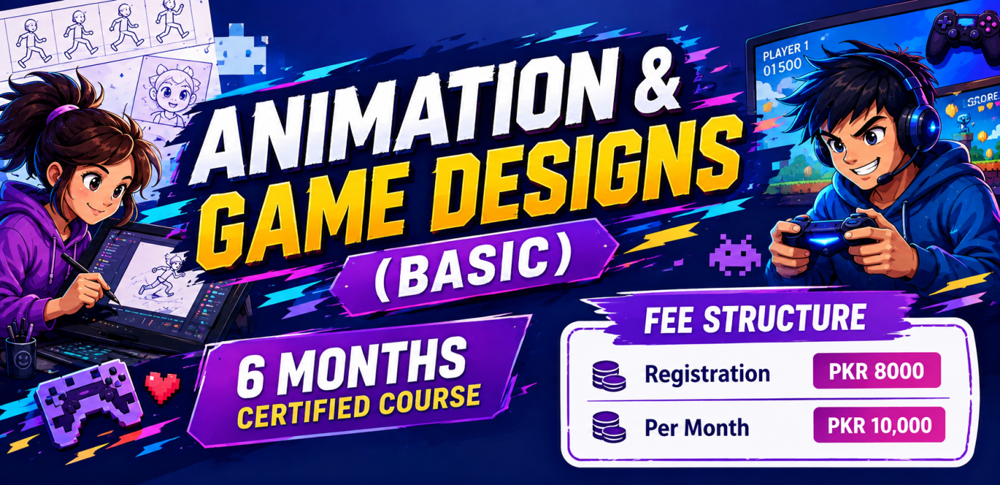 ANIMATION &
GAME DESIGNS
(BASIC)
6 MONTHS
CERTIFIED COURSE
PLAYER 1
01500
SCORE
FEE STRUCTURE
Registration PKR 8000
Per Month PKR 10,000